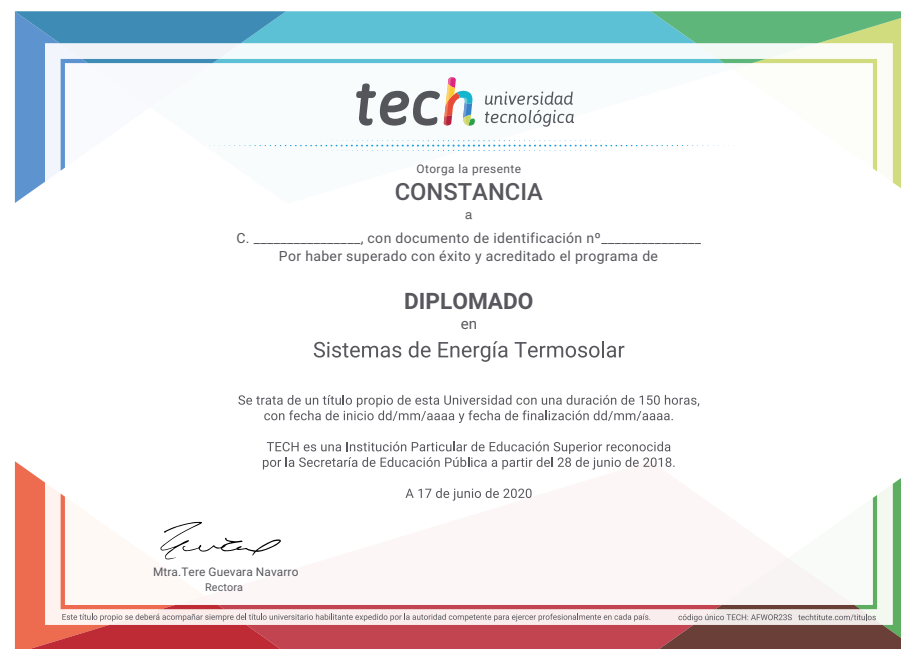 tech universidad
tecnológica
Otorga la presente
CONSTANCIA
a
C. ________________, con documento de identificación nº_______________
Por haber superado con éxito y acreditado el programa de
DIPLOMADO
en
Sistemas de Energía Termosolar
Se trata de un título propio de esta Universidad con una duración de 150 horas,
con fecha de inicio dd/mm/aaaa y fecha de finalización dd/mm/aaaa.
TECH es una Institución Particular de Educación Superior reconocida
por la Secretaría de Educación Pública a partir del 28 de junio de 2018.
A 17 de junio de 2020
Mtra.Tere Guevara Navarro
Rectora
Este título propio se deberá acompañar siempre del título universitario habilitante expedido por la autoridad competente para ejercer profesionalmente en cada país. código único TECH: AFWOR23S techtitute.com/titulos